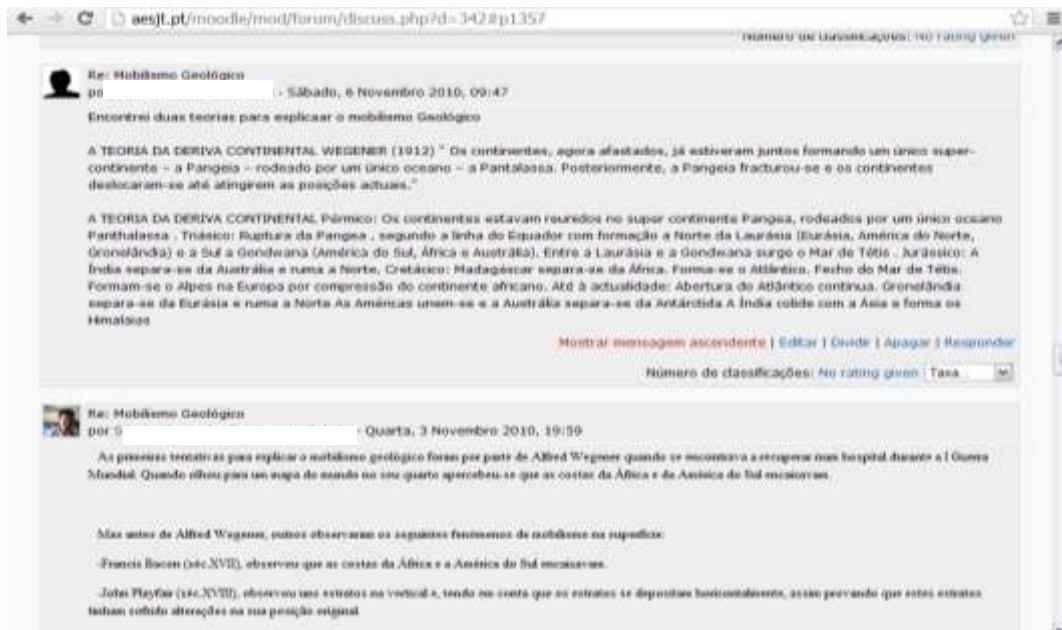 aesjt.pt/moodle/mod/forum/discuss.php?d=342#p1357
Número de classificações: No rating given
Re: Mobilismo Geológico
por - Sábado, 6 Novembro 2010, 09:47
Encontrei duas teorias para explicaar o mobilismo Geológico
A TEORIA DA DERIVA CONTINENTAL WEGENER (1912) " Os continentes, agora afastados, já estiveram juntos formando um único super-
continente – a Pangeia – rodeado por um único oceano – a Pantalassa. Posteriormente, a Pangeia fracturou-se e os continentes
deslocaram-se até atingirem as posições actuais."
A TEORIA DA DERIVA CONTINENTAL Pérmico: Os continentes estavam reunidos no super continente Pangea, rodeados por um único oceano
Panthalassa . Triásico: Ruptura da Pangea , segundo a linha do Equador com formação a Norte da Laurásia (Eurásia, América do Norte,
Gronelândia) e a Sul a Gondwana (América do Sul, África e Austrália). Entre a Laurásia e a Gondwana surge o Mar de Tétis . Jurássico: A
Índia separa-se da Austrália e ruma a Norte, Cretácico: Madagáscar separa-se da África. Forma-se o Atlântico. Fecho do Mar de Tétis.
Formam-se o Alpes na Europa por compressão do continente africano. Até à actualidade: Abertura do Atlântico continua. Gronelândia
separa-se da Eurásia e ruma a Norte As Américas unem-se e a Austrália separa-se da Antárctida A Índia colide com a Ásia e forma os
Himalaias
Mostrar mensagem ascendente | Editar | Dividir | Apagar | Responder
Número de classificações: No rating given Taxa...
Re: Mobilismo Geológico
por S - Quarta, 3 Novembro 2010, 19:59
As primeiras tentativas para explicar o mobilismo geológico foram por parte de Alfred Wegener quando se encontrava a recuperar num hospital durante a I Guerra
Mundial. Quando olhou para um mapa do mundo no seu quarto apercebeu-se que as costas da África e da América do Sul encaixavam.
Mas antes de Alfred Wegener, outros observaram os seguintes fenómenos de mobilismo na superfície:
-Francis Bacon (séc.XVII), observou que as costas da África e a América do Sul encaixavam.
-John Playfair (séc.XVIII), observou uns estratos na vertical e, tendo em conta que os estratos se depositam horizontalmente, assim provando que estes estratos
tinham sofrido alterações na sua posição original.